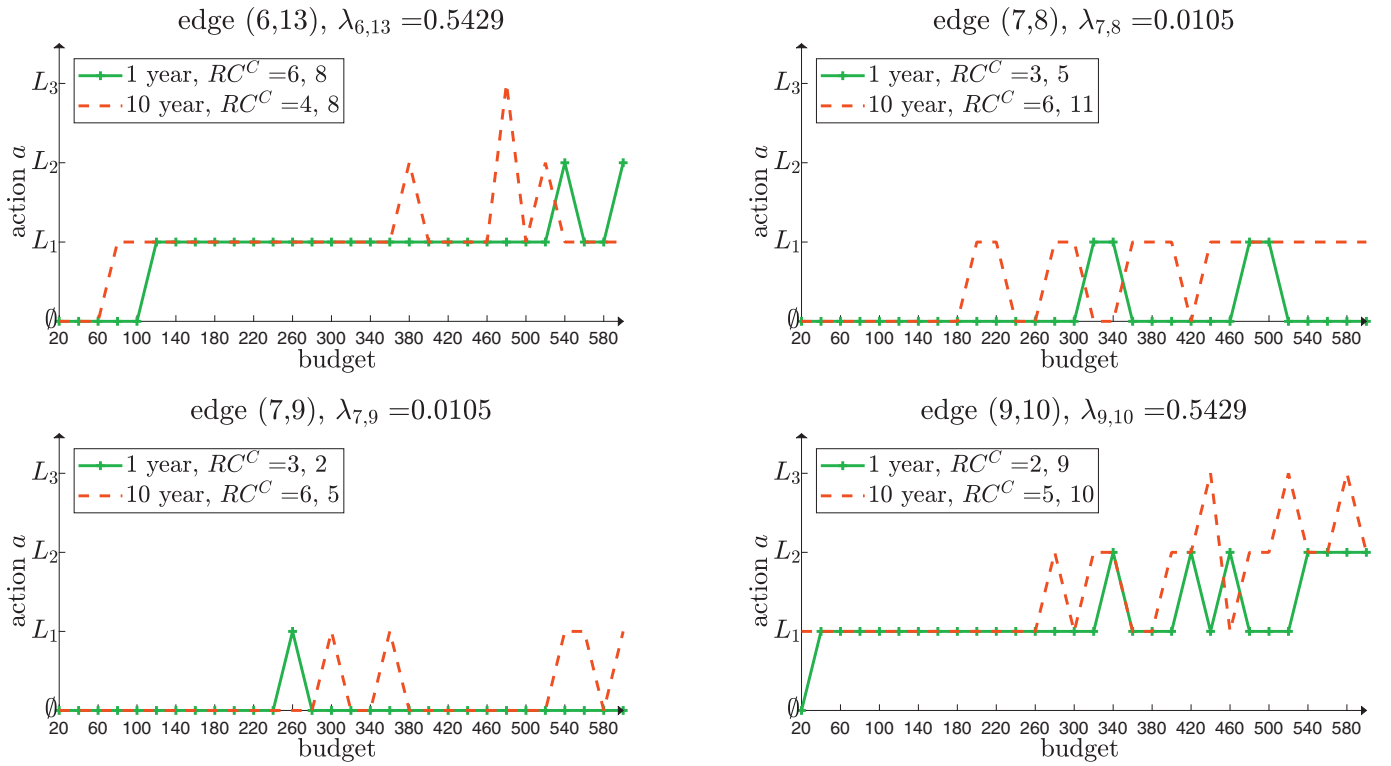 edge (6,13), λ6,13 =0.5429
1 year, RC^C =6, 8
10 year, RC^C =4, 8
L3
L2
L1
∅
action a
20 60 100 140 180 220 260 300 340 380 420 460 500 540 580
budget
edge (7,8), λ7,8 =0.0105
1 year, RC^C =3, 5
10 year, RC^C =6, 11
L3
L2
L1
∅
action a
20 60 100 140 180 220 260 300 340 380 420 460 500 540 580
budget
edge (7,9), λ7,9 =0.0105
1 year, RC^C =3, 2
10 year, RC^C =6, 5
L3
L2
L1
∅
action a
20 60 100 140 180 220 260 300 340 380 420 460 500 540 580
budget
edge (9,10), λ9,10 =0.5429
1 year, RC^C =2, 9
10 year, RC^C =5, 10
L3
L2
L1
∅
action a
20 60 100 140 180 220 260 300 340 380 420 460 500 540 580
budget